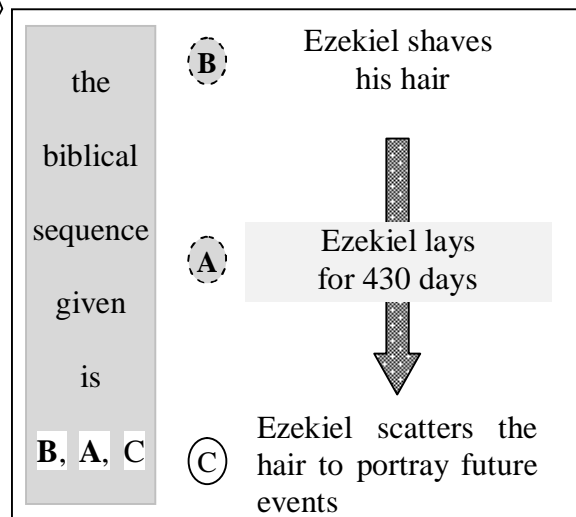 the
biblical
sequence
given
is
B, A, C
B
Ezekiel shaves
his hair
A
Ezekiel lays
for 430 days
C
Ezekiel scatters the
hair to portray future
events